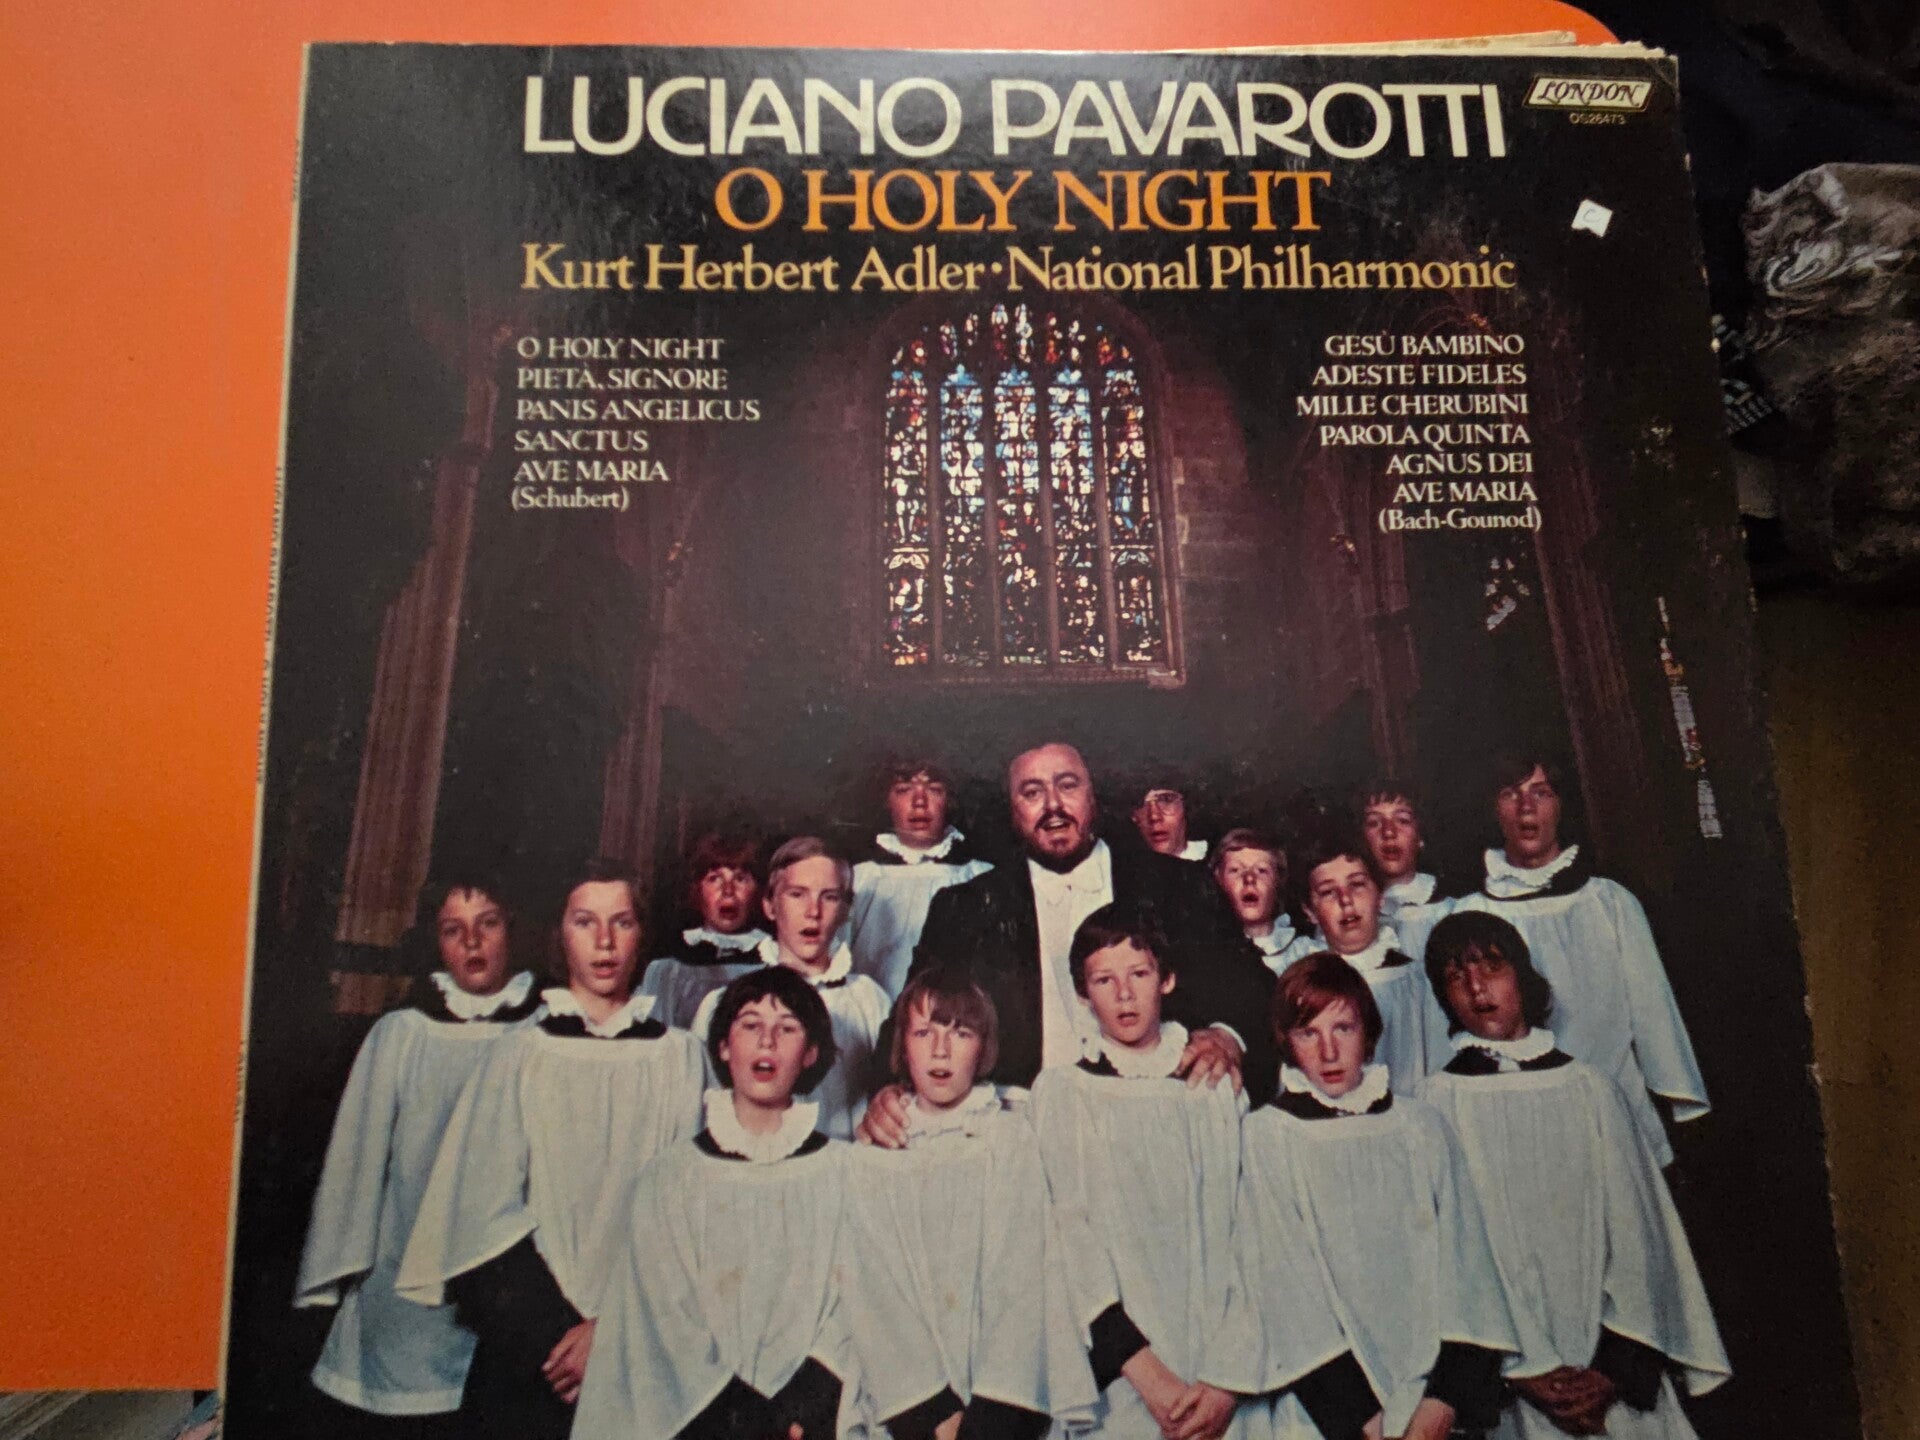 LUCIANO PAVAROTTI
LONDON
OS26473
O HOLY NIGHT
C
Kurt Herbert Adler·National Philharmonic
O HOLY NIGHT
PIETÀ, SIGNORE
PANIS ANGELICUS
SANCTUS
AVE MARIA
(Schubert)
GESÙ BAMBINO
ADESTE FIDELES
MILLE CHERUBINI
PAROLA QUINTA
AGNUS DEI
AVE MARIA
(Bach-Gounod)